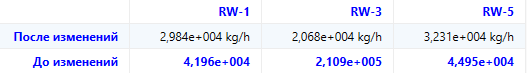 RW-1 RW-3 RW-5
После изменений 2,984e+004 kg/h 2,068e+004 kg/h 3,231e+004 kg/h
До изменений 4,196e+004 2,109e+005 4,495e+004